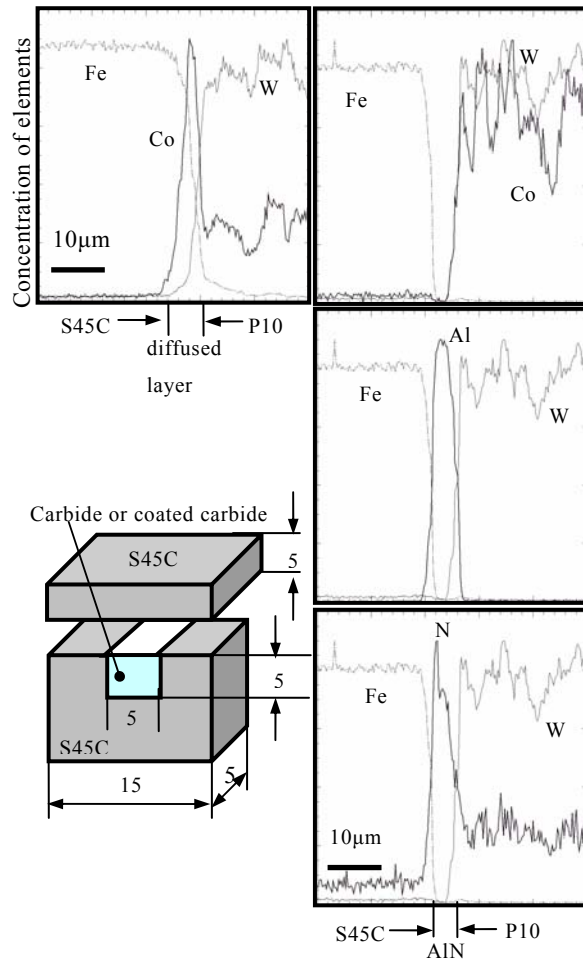 Concentration of elements
Fe
W
Co
10µm
S45C
P10
diffused
layer
W
Fe
Co
Al
Fe
W
N
Fe
W
10µm
S45C
P10
AlN
Carbide or coated carbide
S45C
5
5
5
S45C
15
5